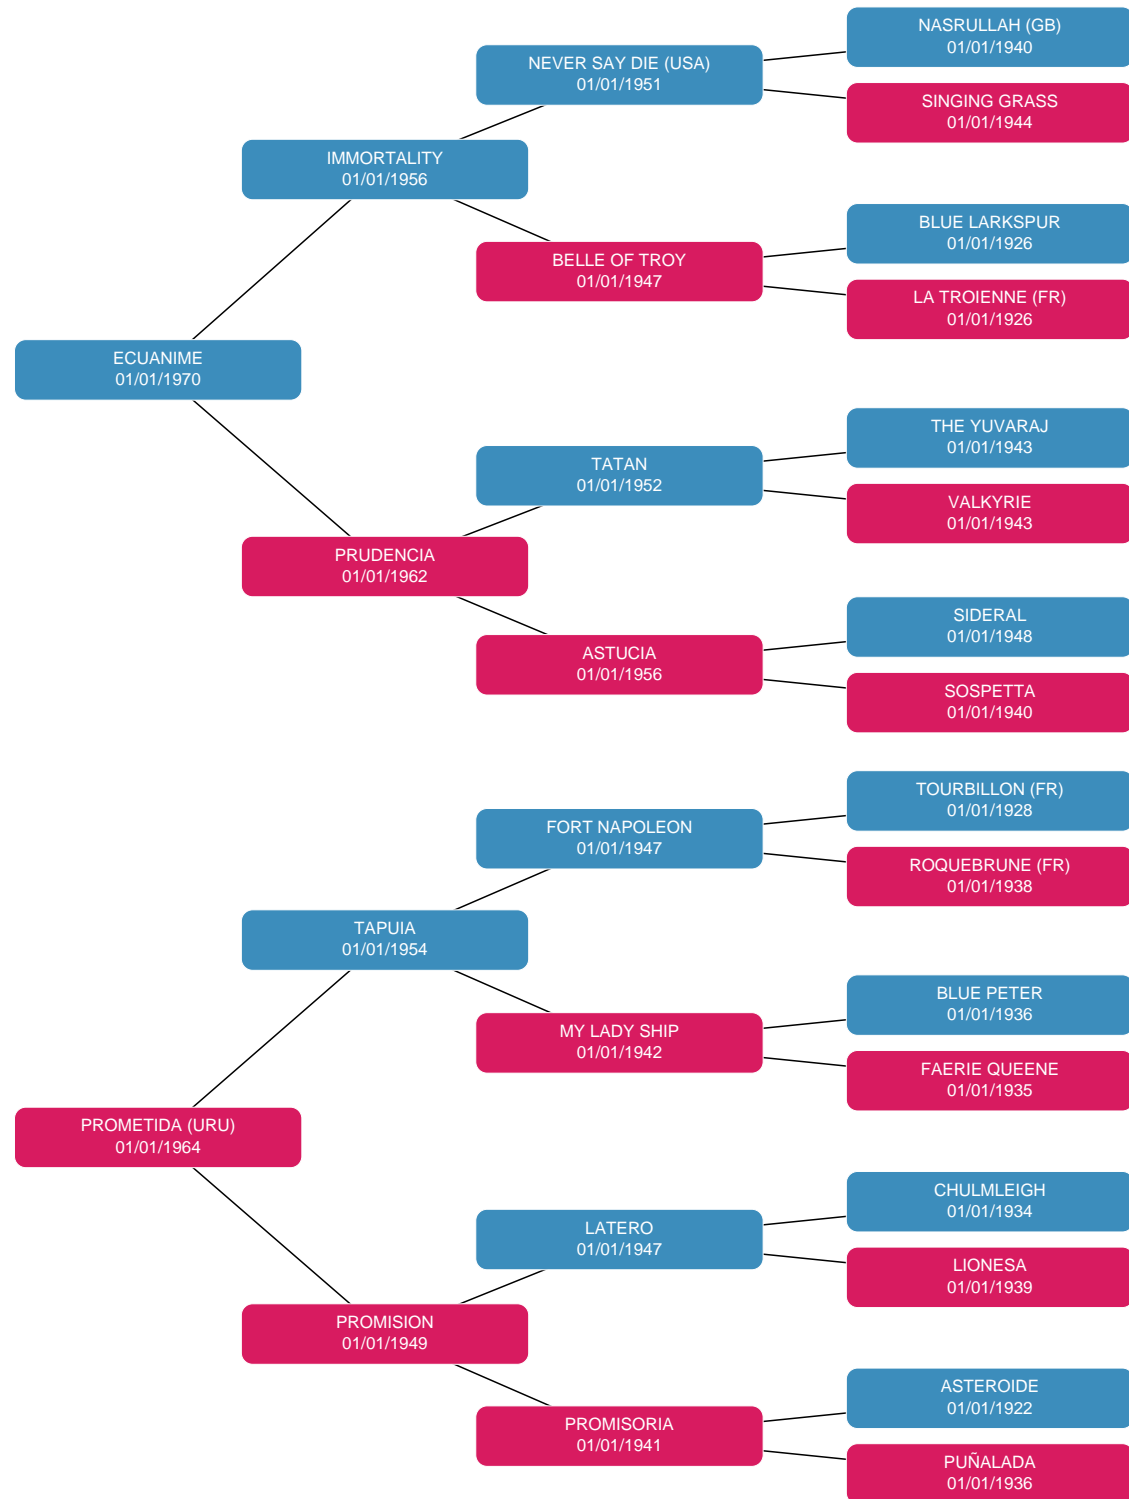 NASRULLAH (GB)
01/01/1940
NEVER SAY DIE (USA)
01/01/1951
SINGING GRASS
01/01/1944
IMMORTALITY
01/01/1956
BLUE LARKSPUR
01/01/1926
BELLE OF TROY
01/01/1947
LA TROIENNE (FR)
01/01/1926
ECUANIME
01/01/1970
THE YUVARAJ
01/01/1943
TATAN
01/01/1952
VALKYRIE
01/01/1943
PRUDENCIA
01/01/1962
SIDERAL
01/01/1948
ASTUCIA
01/01/1956
SOSPETTA
01/01/1940
TOURBILLON (FR)
01/01/1928
FORT NAPOLEON
01/01/1947
ROQUEBRUNE (FR)
01/01/1938
TAPUIA
01/01/1954
BLUE PETER
01/01/1936
MY LADY SHIP
01/01/1942
FAERIE QUEENE
01/01/1935
PROMETIDA (URU)
01/01/1964
CHULMLEIGH
01/01/1934
LATERO
01/01/1947
LIONESA
01/01/1939
PROMISION
01/01/1949
ASTEROIDE
01/01/1922
PROMISORIA
01/01/1941
PUÑALADA
01/01/1936